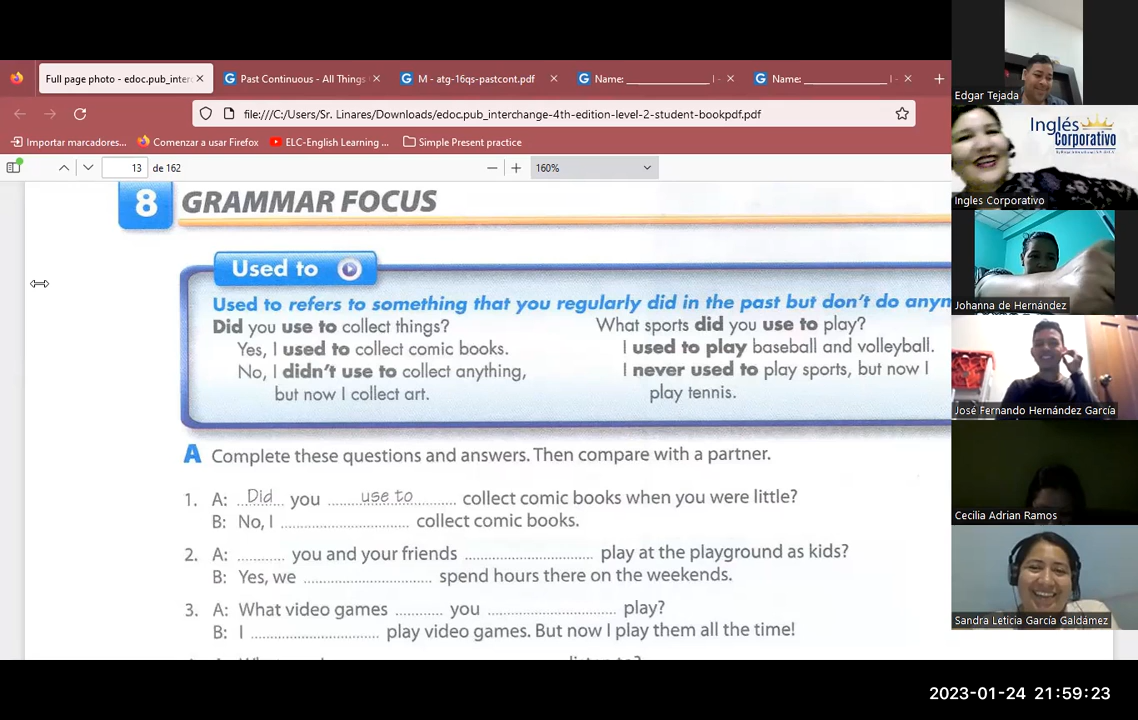 Full page photo - edoc.pub_inter
Past Continuous - All Things
M - atg-16qs-pastcont.pdf
Name: ______________ | -
Name: ______________ | -
file:///C:/Users/Sr. Linares/Downloads/edoc.pub_interchange-4th-edition-level-2-student-bookpdf.pdf
Importar marcadores...
Comenzar a usar Firefox
ELC-English Learning ...
Simple Present practice
13 de 162
160%
8 GRAMMAR FOCUS
Used to
Used to refers to something that you regularly did in the past but don't do anym
Did you use to collect things?
Yes, I used to collect comic books.
No, I didn't use to collect anything,
but now I collect art.
What sports did you use to play?
I used to play baseball and volleyball.
I never used to play sports, but now I
play tennis.
A Complete these questions and answers. Then compare with a partner.
1. A: Did you use to collect comic books when you were little?
B: No, I .............................. collect comic books.
2. A: ........... you and your friends .............................. play at the playground as kids?
B: Yes, we .............................. spend hours there on the weekends.
3. A: What video games ........... you .............................. play?
B: I .............................. play video games. But now I play them all the time!
Edgar Tejada
Inglés
Corporativo
Ingles Corporativo
Johanna de Hernández
José Fernando Hernández García
Cecilia Adrian Ramos
Sandra Leticia García Galdámez
2023-01-24 21:59:23